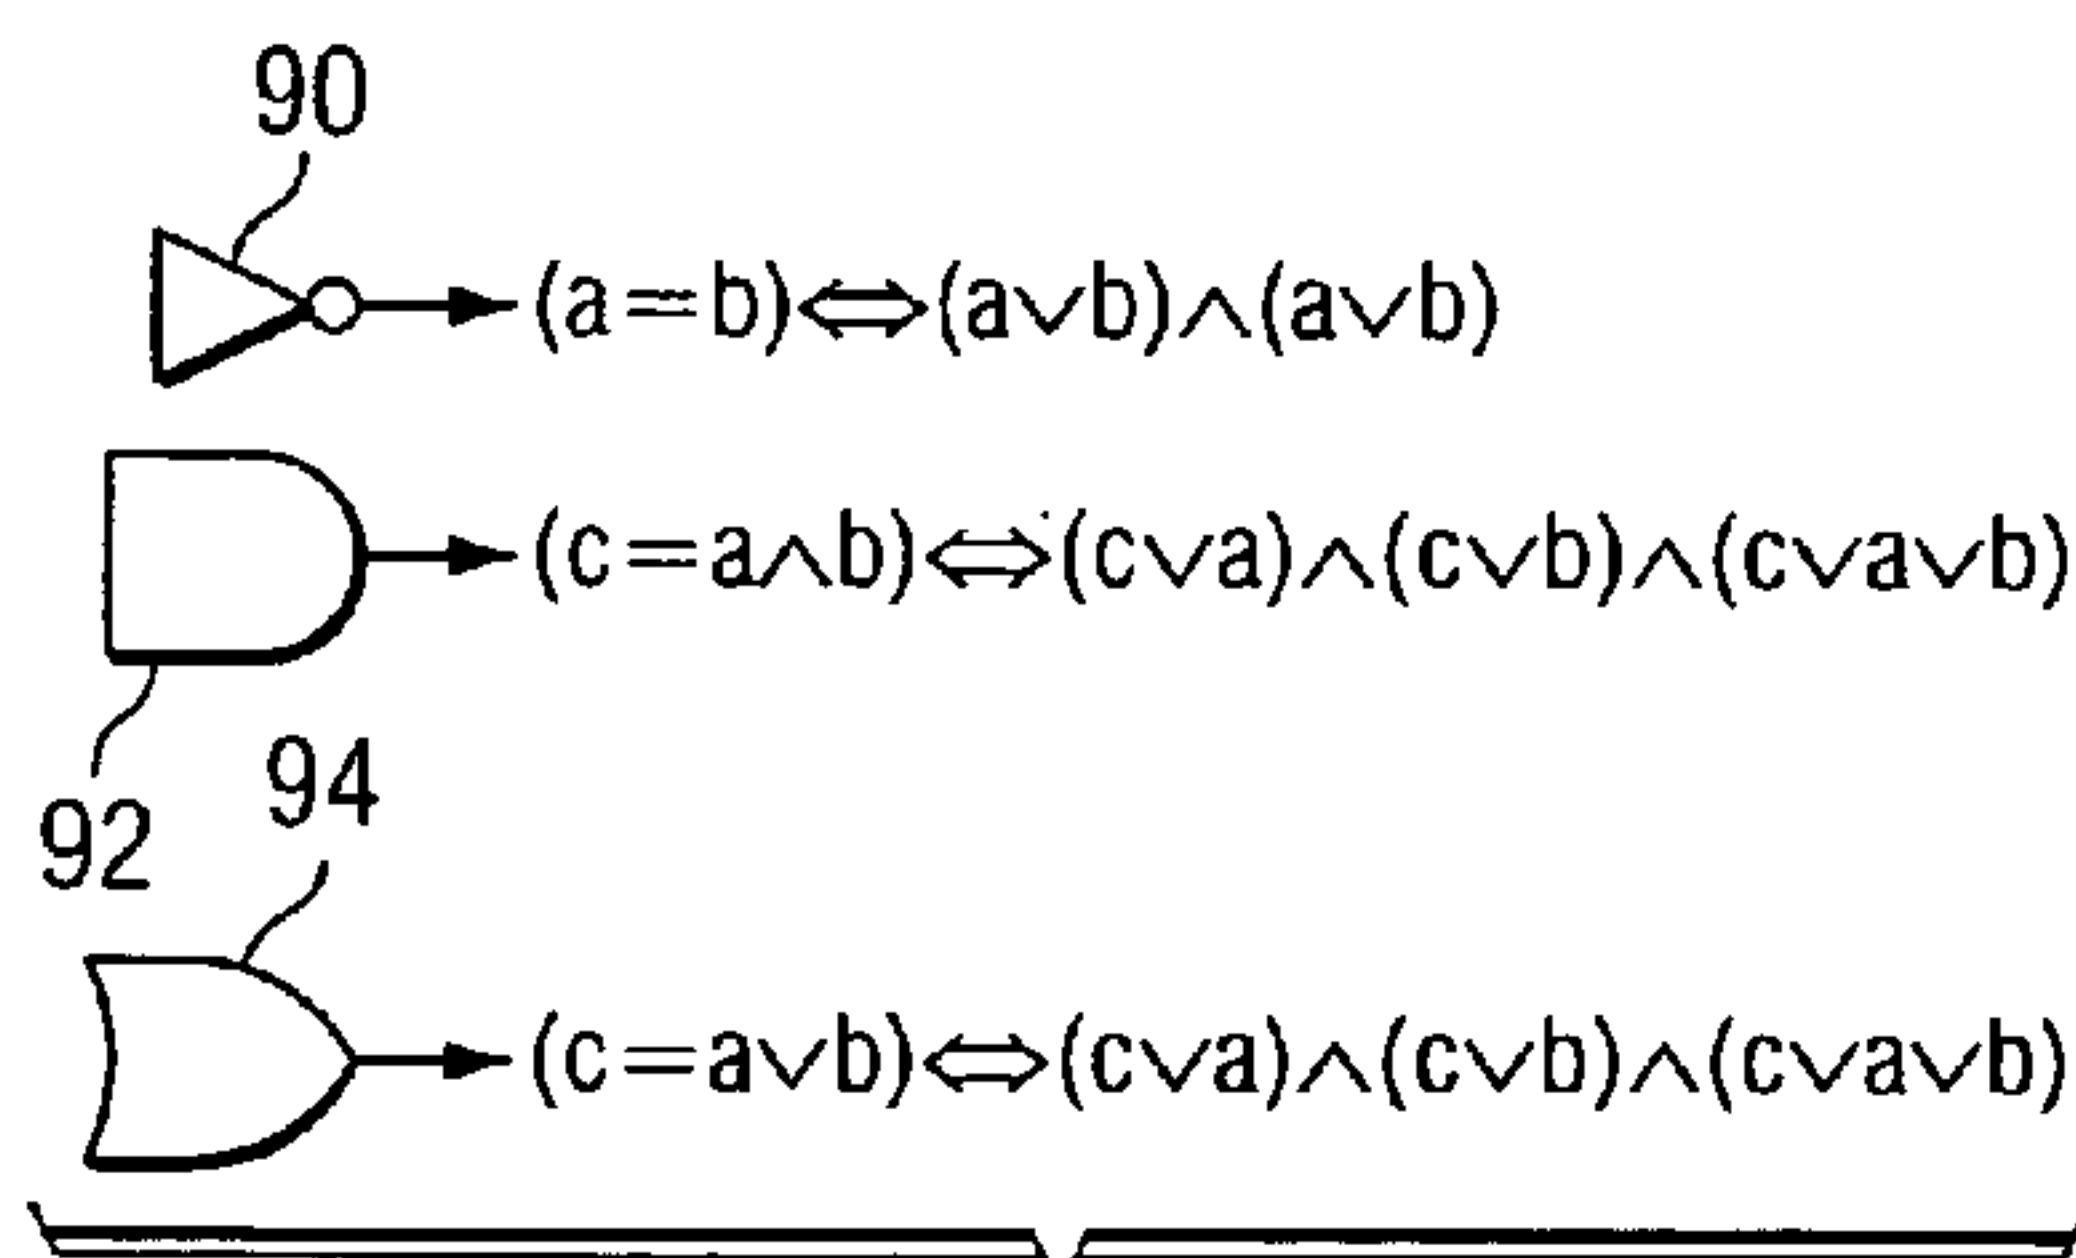 90
(a=b)⇔(a∨b)∧(a∨b)
(c=a∧b)⇔(c∨a)∧(c∨b)∧(c∨a∨b)
92
94
(c=a∨b)⇔(c∨a)∧(c∨b)∧(c∨a∨b)